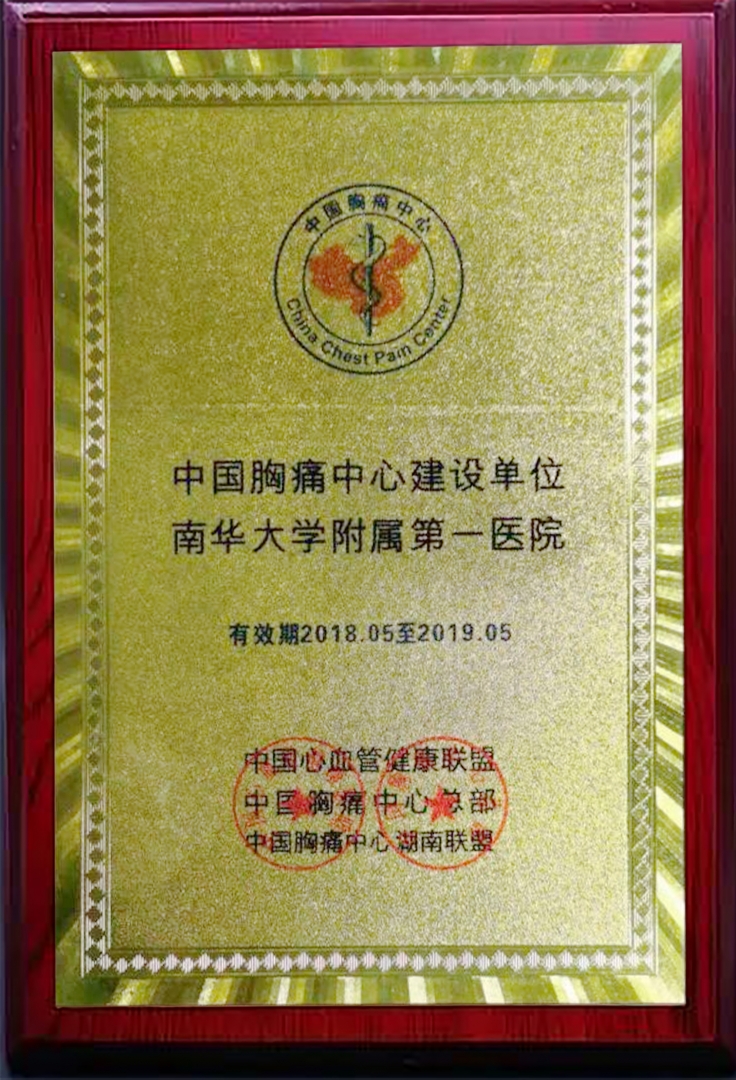 中国胸痛中心
China Chest Pain Center
中国胸痛中心建设单位
南华大学附属第一医院
有效期2018.05至2019.05
中国心血管健康联盟
中国胸痛中心总部
中国胸痛中心湖南联盟